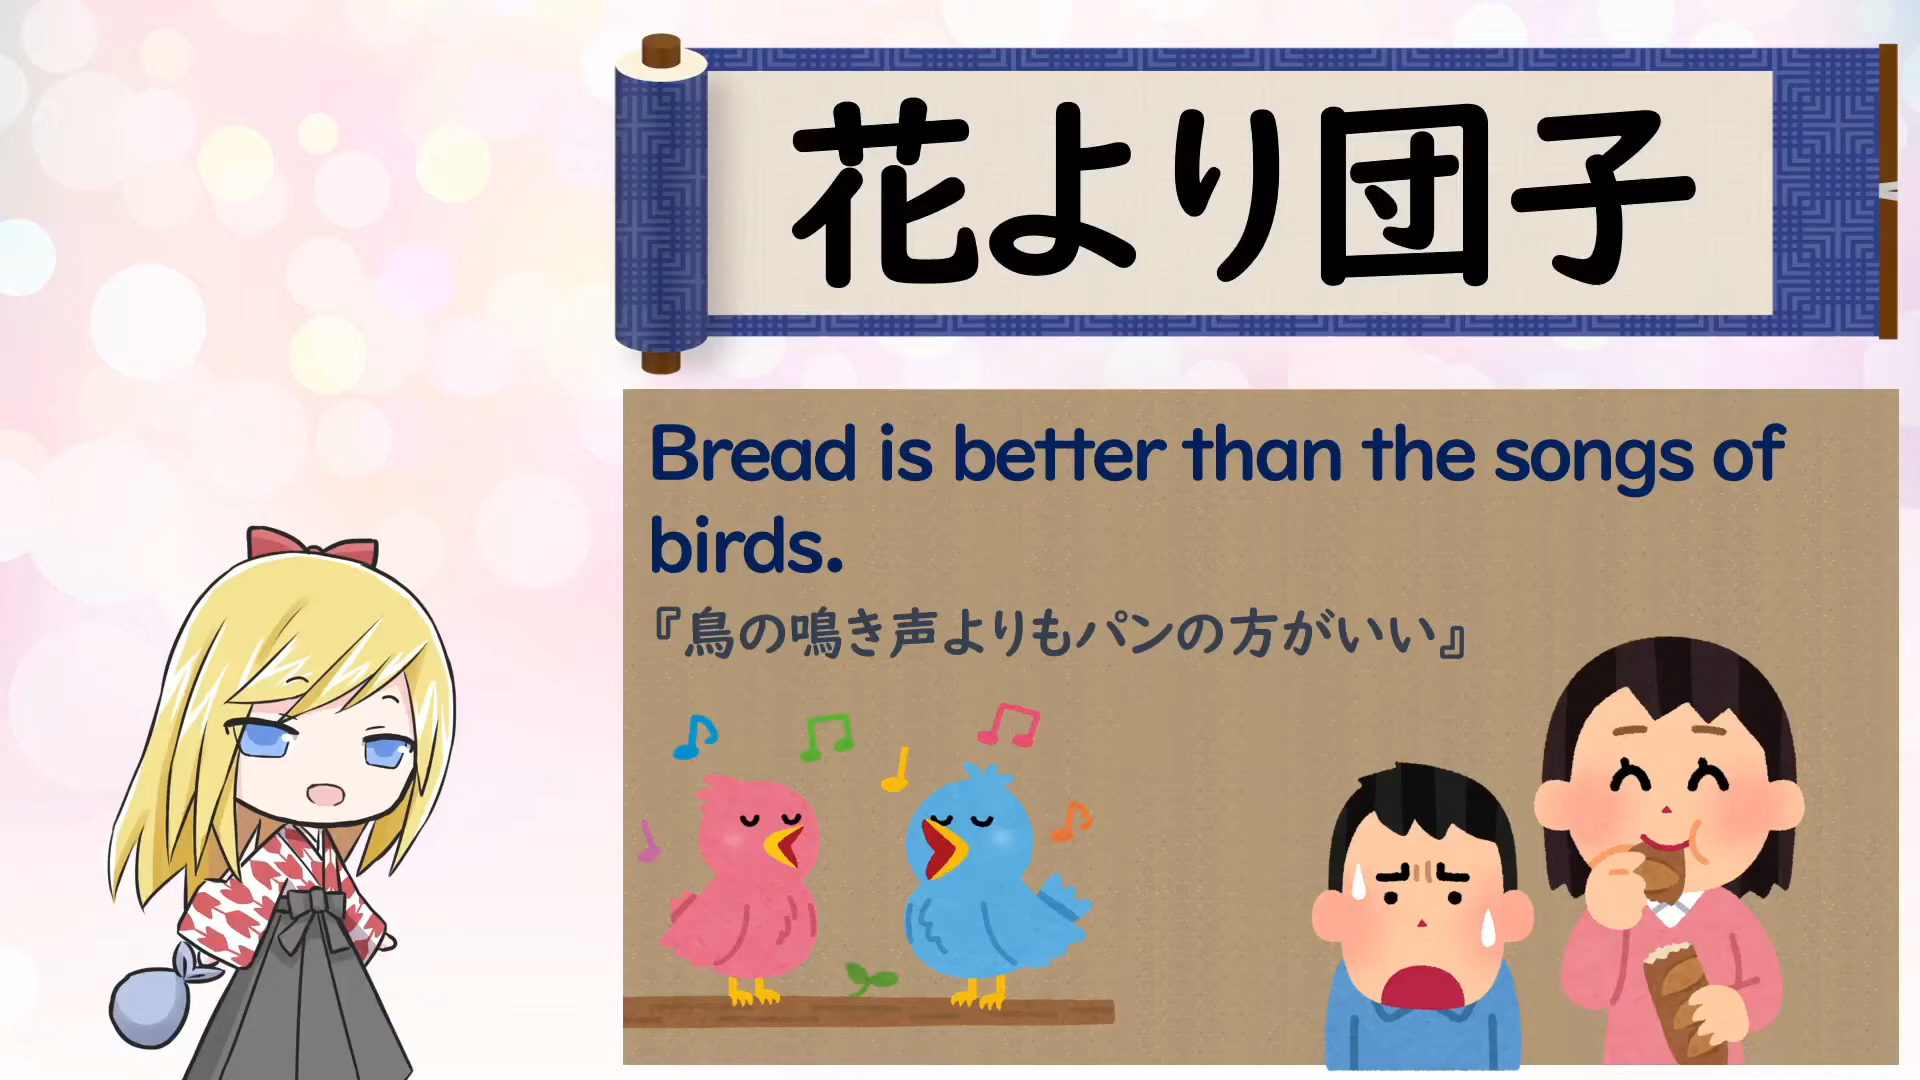 花より団子
Bread is better than the songs of
birds.
『鳥の鳴き声よりもパンの方がいい』